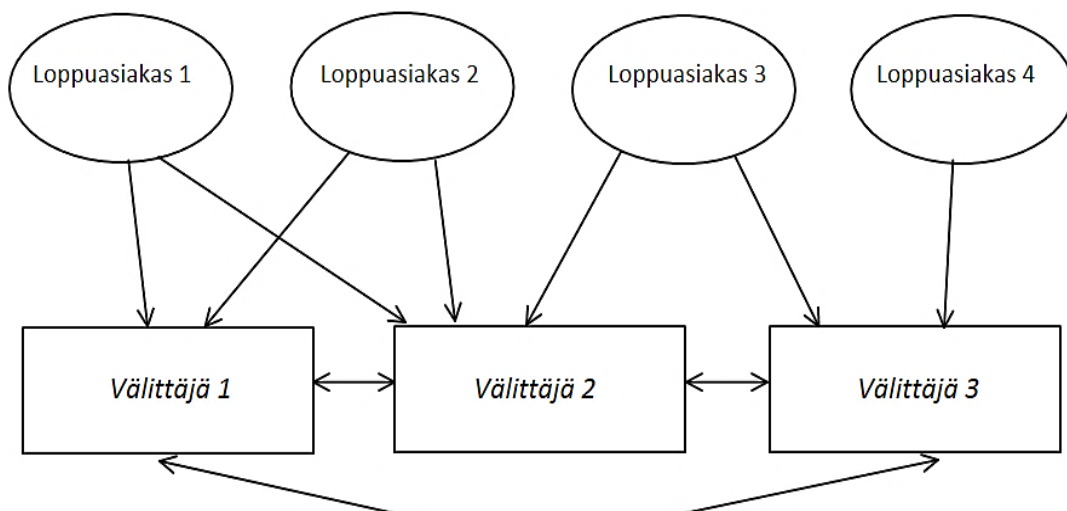 Loppuasiakas 1
Loppuasiakas 2
Loppuasiakas 3
Loppuasiakas 4
Välittäjä 1
Välittäjä 2
Välittäjä 3